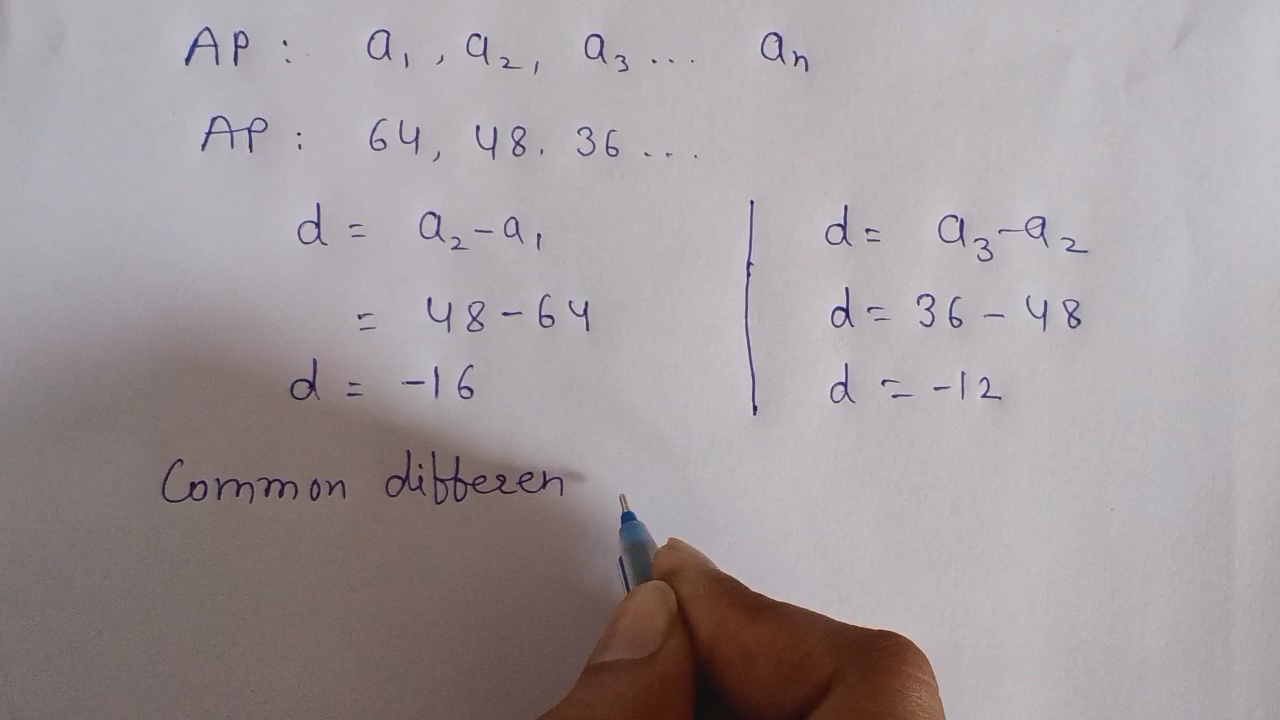 AP : a₁, a₂, a₃ ... aₙ
AP : 64, 48. 36 ...
d = a₂-a₁
= 48-64
d = -16
d = a₃-a₂
d = 36 - 48
d = -12
Common differen